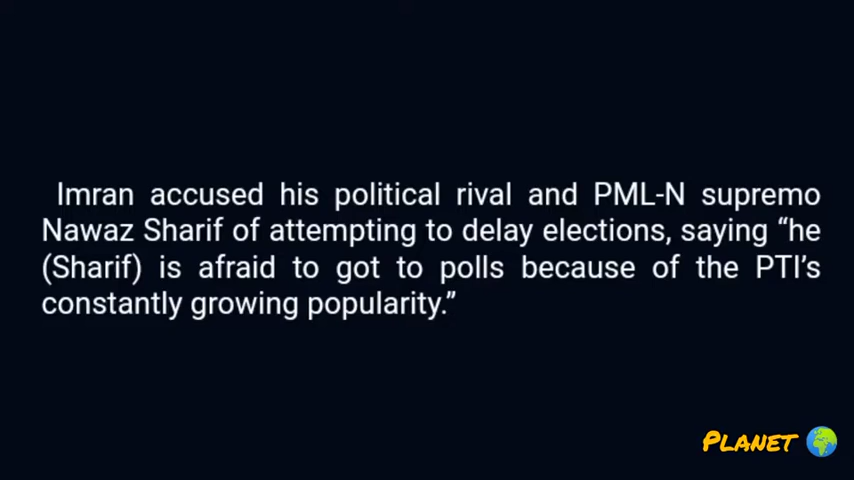 Imran accused his political rival and PML-N supremo
Nawaz Sharif of attempting to delay elections, saying “he
(Sharif) is afraid to got to polls because of the PTI’s
constantly growing popularity.”
PLANET